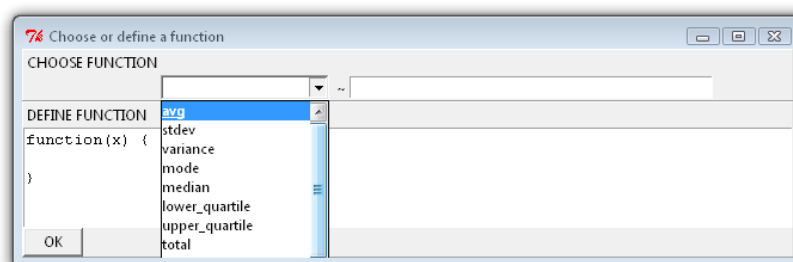 Choose or define a function
CHOOSE FUNCTION
~
DEFINE FUNCTION
function(x) {
}
avg
stdev
variance
mode
median
lower_quartile
upper_quartile
total
OK